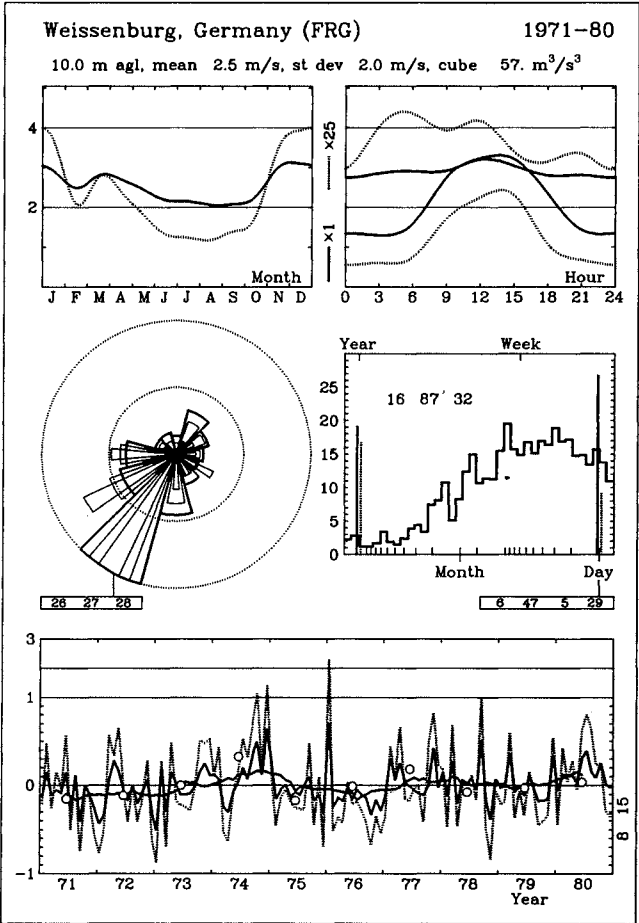 Weissenburg, Germany (FRG) 1971-80
10.0 m agl, mean 2.5 m/s, st dev 2.0 m/s, cube 57. m³/s³
4
2
Month
J F M A M J J A S O N D
×1 ×25
Hour
0 3 6 9 12 15 18 21 24
Year Week
25
20
15
10
5
0
16 87' 32
Month Day
26 27 28
6 47 5 29
3
1
0
-1
8 15
71 72 73 74 75 76 77 78 79 80
Year